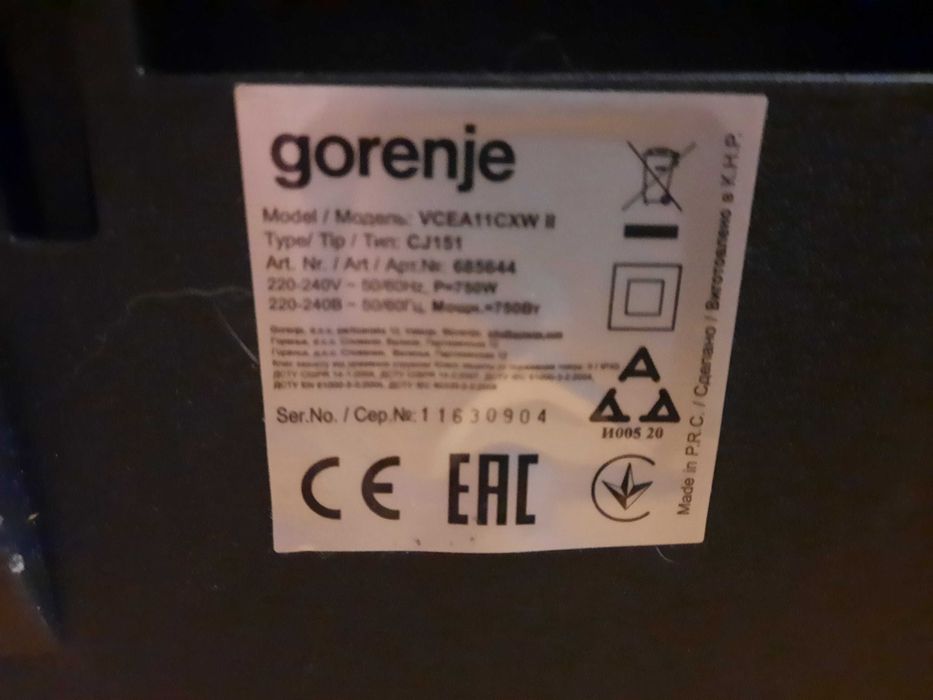 gorenje
Model / Модель: VCEA11CXW II
Type/ Tip / Тип: CJ151
Art. Nr. / Art / Арт.№: 685644
220-240V ~ 50/60Hz, P=750W
220-240В ~ 50/60Гц, Мощн.=750Вт
Ser.No. / Сер.№: 11630904
И005 20
CE EAC
Made in P.R.C. / Сделано / Виготовлено в К.Н.Р.